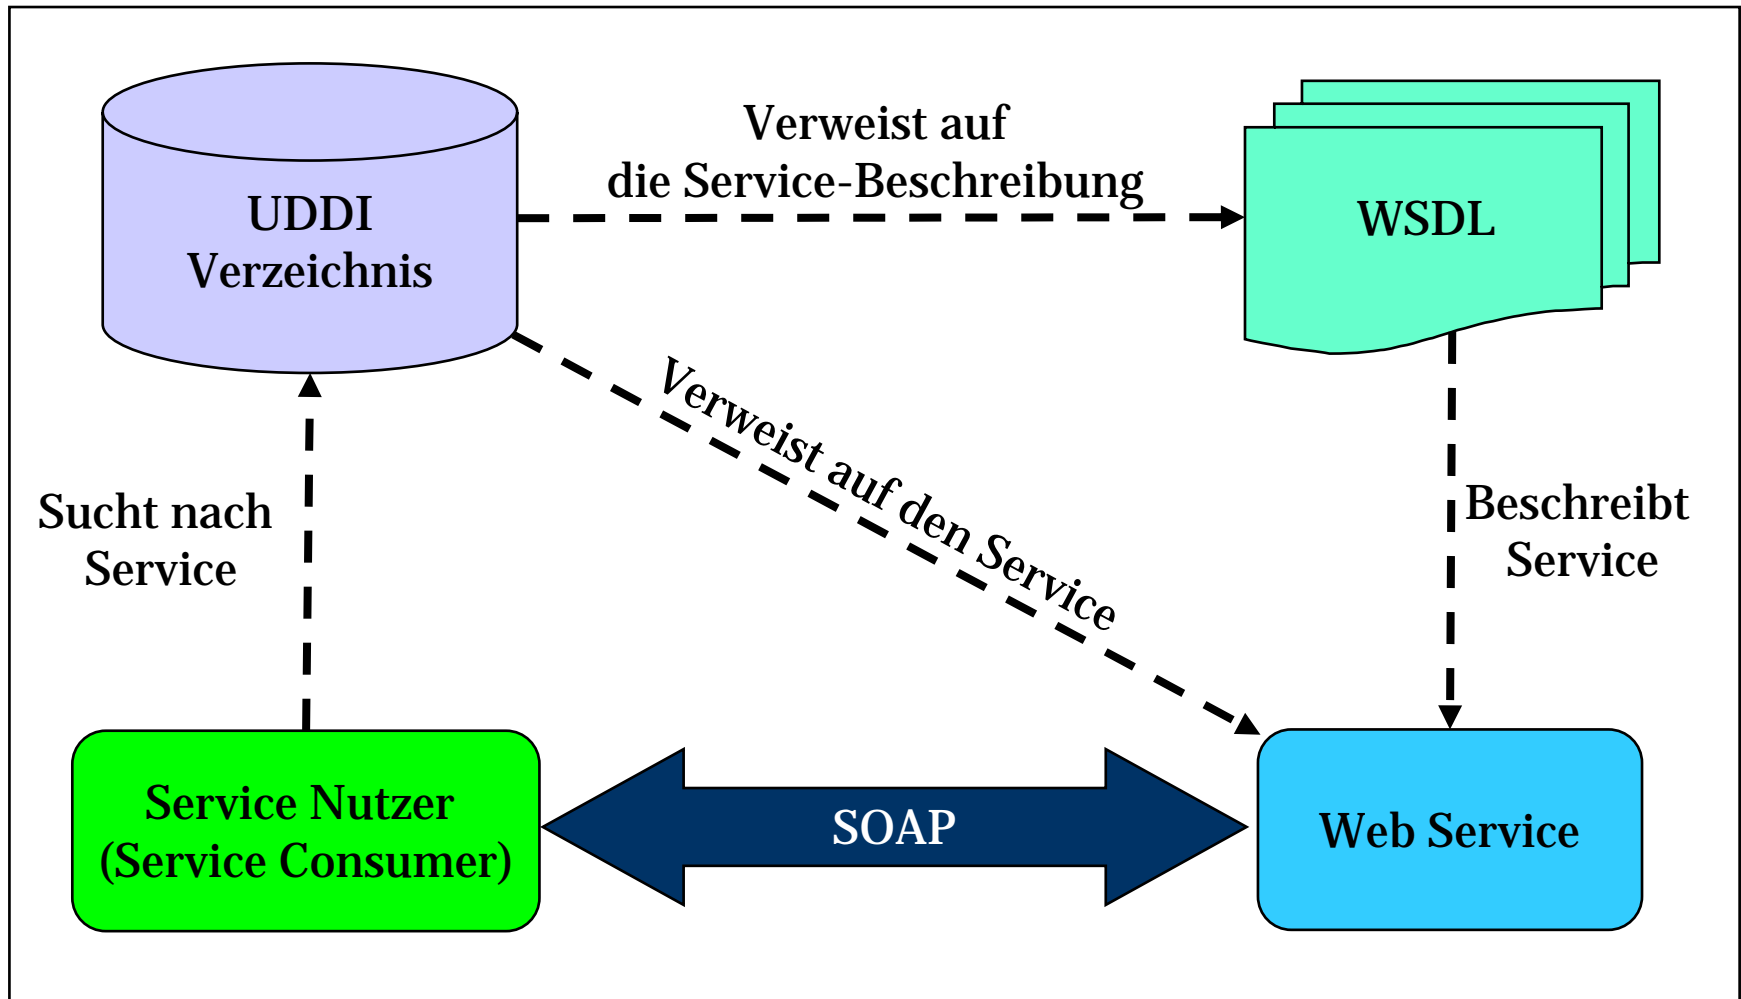 UDDI
Verzeichnis
Verweist auf
die Service-Beschreibung
WSDL
Verweist auf den Service
Sucht nach
Service
Beschreibt
Service
Service Nutzer
(Service Consumer)
SOAP
Web Service